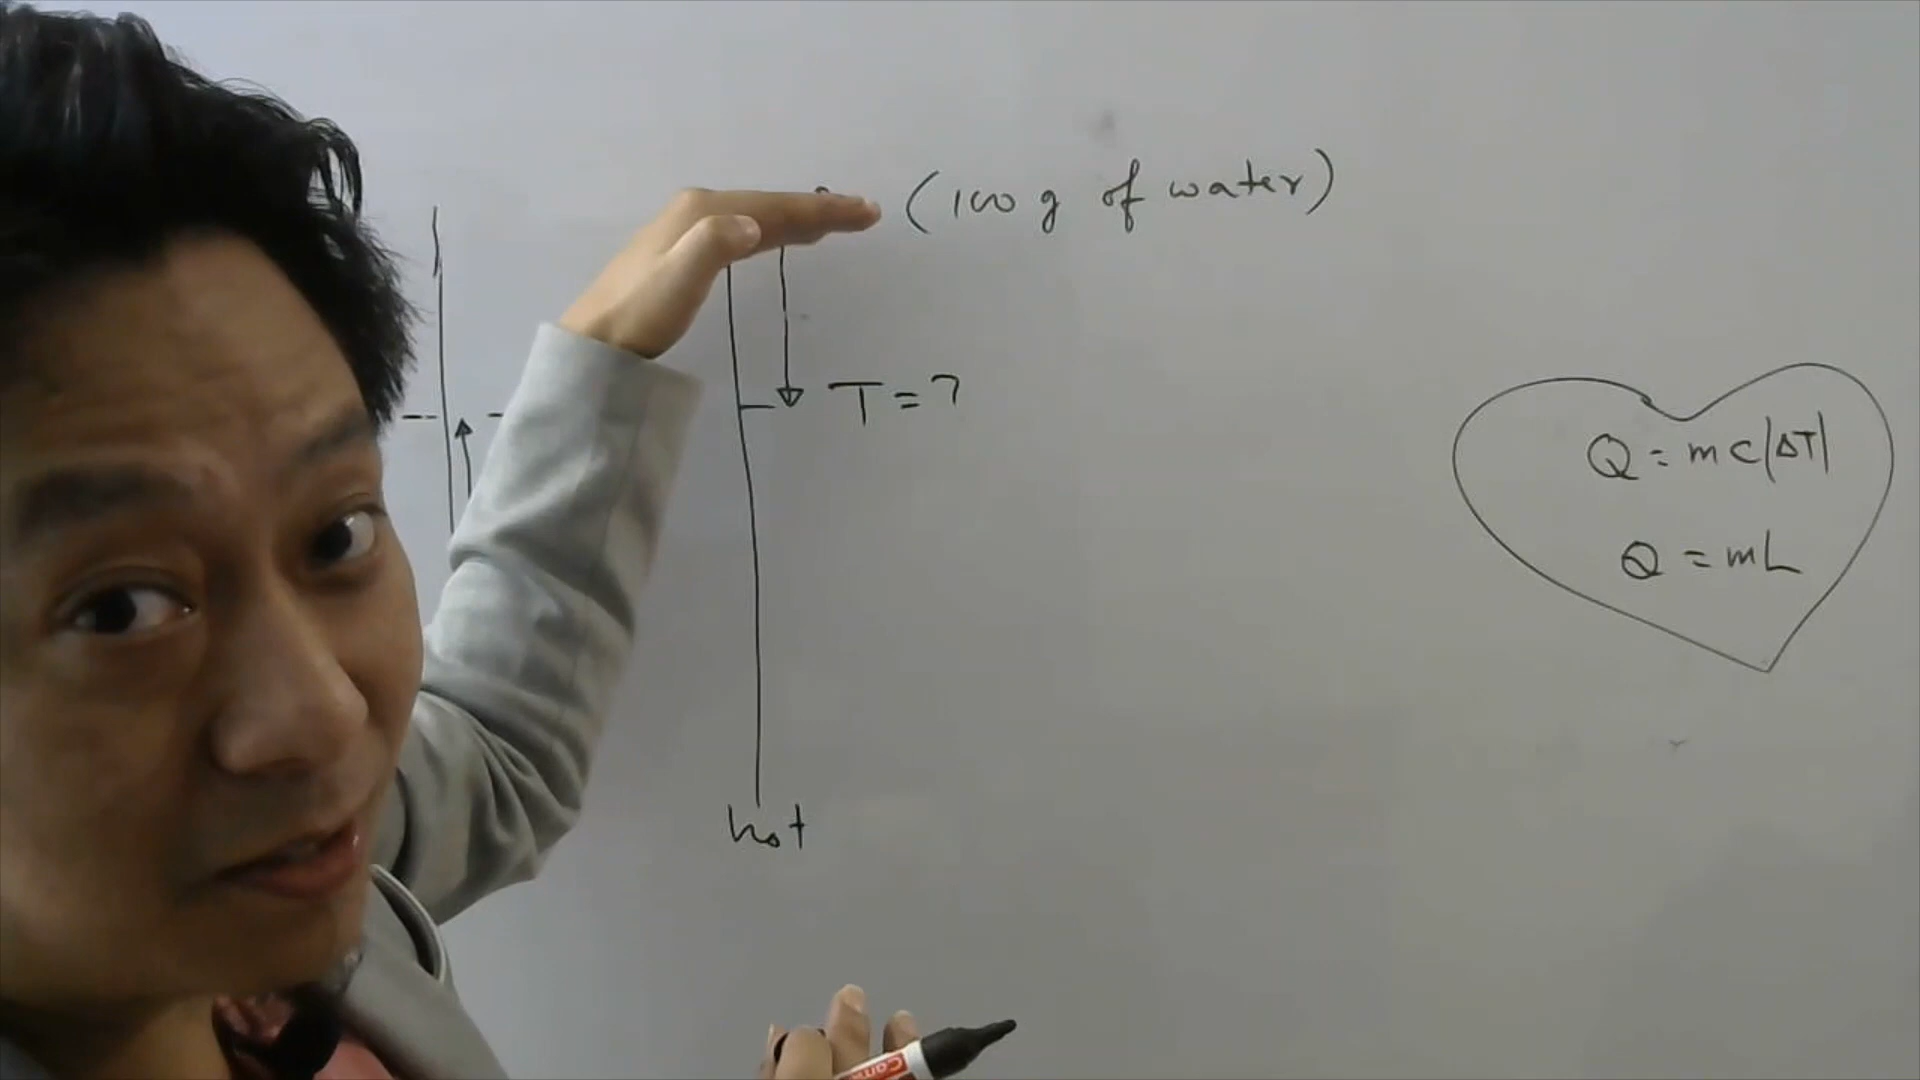 (100 g of water)
T = ?
Q = mc|ΔT|
Q = mL
hot